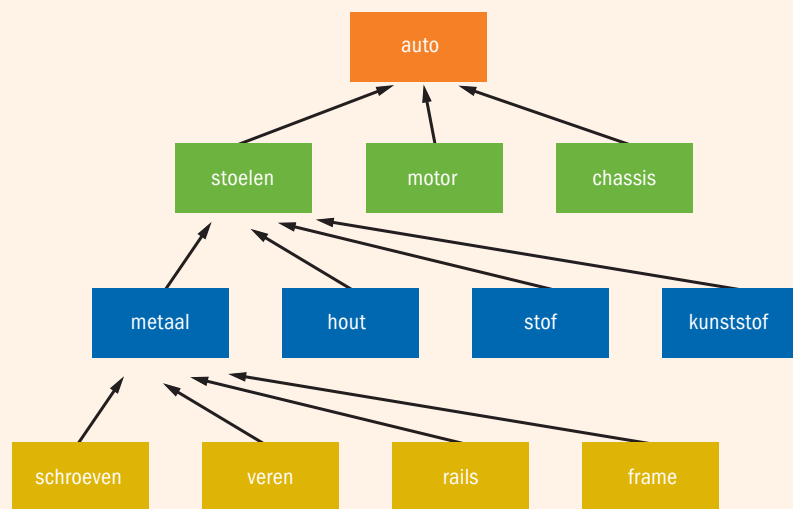 auto
stoelen
motor
chassis
metaal
hout
stof
kunststof
schroeven
veren
rails
frame